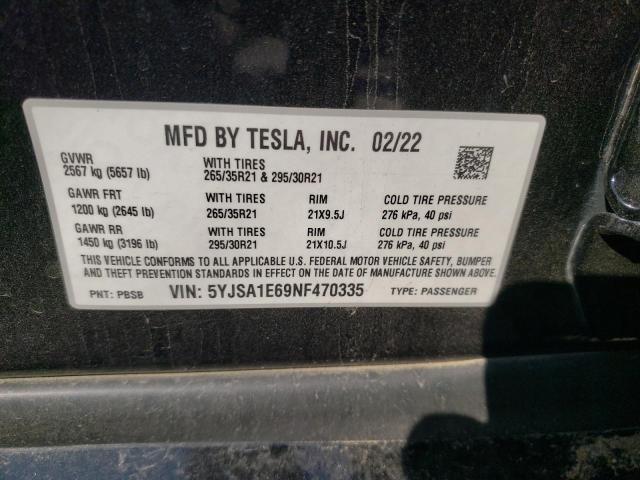 MFD BY TESLA, INC. 02/22
GVWR WITH TIRES
2567 kg (5657 lb) 265/35R21 & 295/30R21
GAWR FRT WITH TIRES RIM COLD TIRE PRESSURE
1200 kg (2645 lb) 265/35R21 21X9.5J 276 kPa, 40 psi
GAWR RR WITH TIRES RIM COLD TIRE PRESSURE
1450 kg (3196 lb) 295/30R21 21X10.5J 276 kPa, 40 psi
THIS VEHICLE CONFORMS TO ALL APPLICABLE U.S. FEDERAL MOTOR VEHICLE SAFETY, BUMPER
AND THEFT PREVENTION STANDARDS IN EFFECT ON THE DATE OF MANUFACTURE SHOWN ABOVE.
PNT: PBSB VIN: 5YJSA1E69NF470335 TYPE: PASSENGER